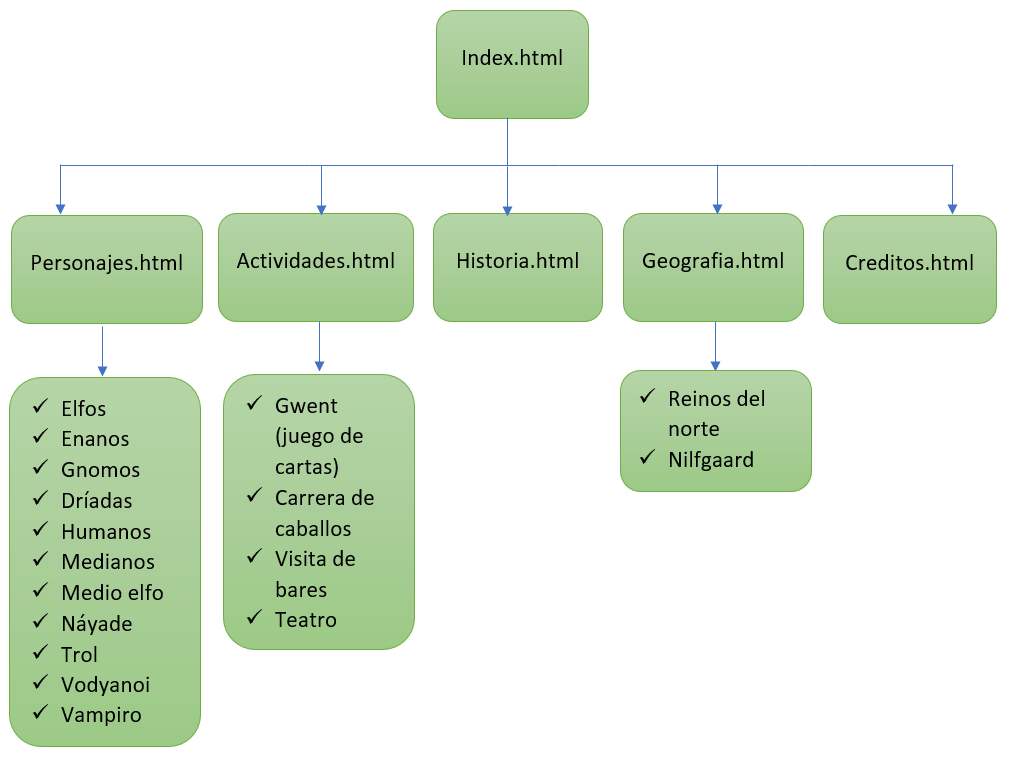 Index.html
Personajes.html
Actividades.html
Historia.html
Geografia.html
Creditos.html
✓ Elfos
✓ Enanos
✓ Gnomos
✓ Dríadas
✓ Humanos
✓ Medianos
✓ Medio elfo
✓ Náyade
✓ Trol
✓ Vodyanoi
✓ Vampiro
✓ Gwent
(juego de
cartas)
✓ Carrera de
caballos
✓ Visita de
bares
✓ Teatro
✓ Reinos del
norte
✓ Nilfgaard